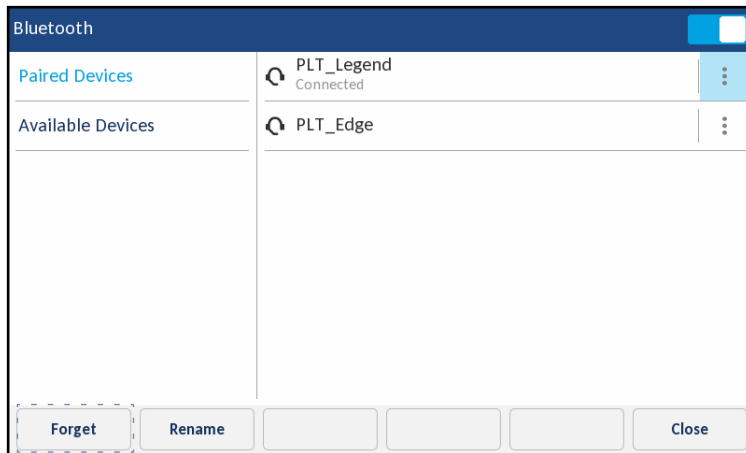 Bluetooth
Paired Devices
Available Devices
PLT_Legend
Connected
PLT_Edge
Forget
Rename
Close